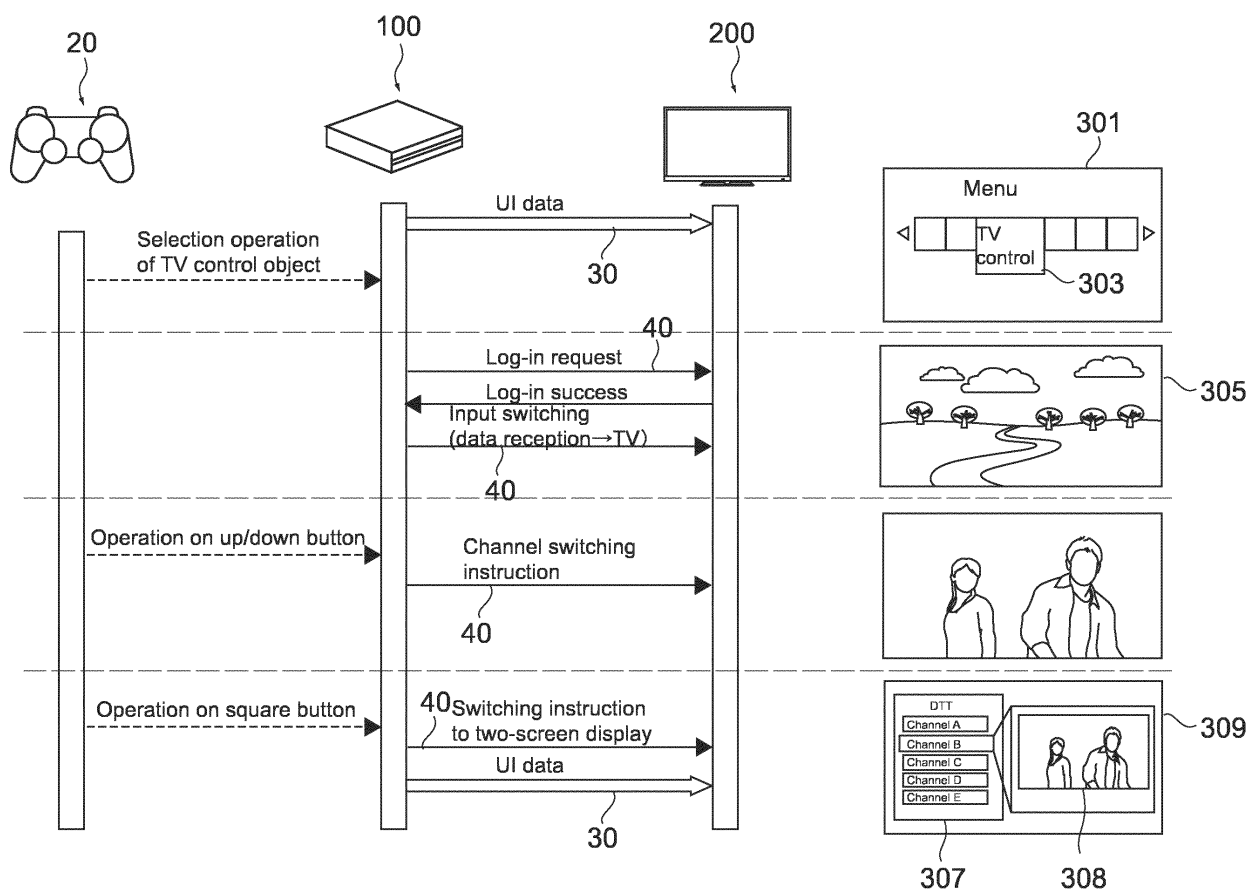 20
100
200
301
Menu
TV
control
303
UI data
30
Selection operation
of TV control object
40
Log-in request
Log-in success
Input switching
(data reception→TV)
40
305
Operation on up/down button
Channel switching
instruction
40
Operation on square button
40
Switching instruction
to two-screen display
UI data
30
DTT
Channel A
Channel B
Channel C
Channel D
Channel E
309
307
308